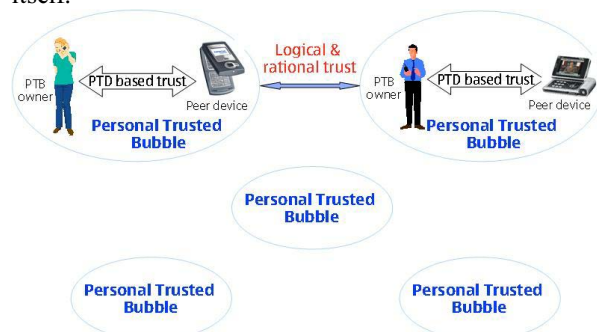 itself.
Logical &
rational trust
PTB
owner
PTD based trust
Peer device
Personal Trusted
Bubble
PTB
owner
PTD based trust
Peer device
Personal Trusted
Bubble
Personal Trusted
Bubble
Personal Trusted
Bubble
Personal Trusted
Bubble